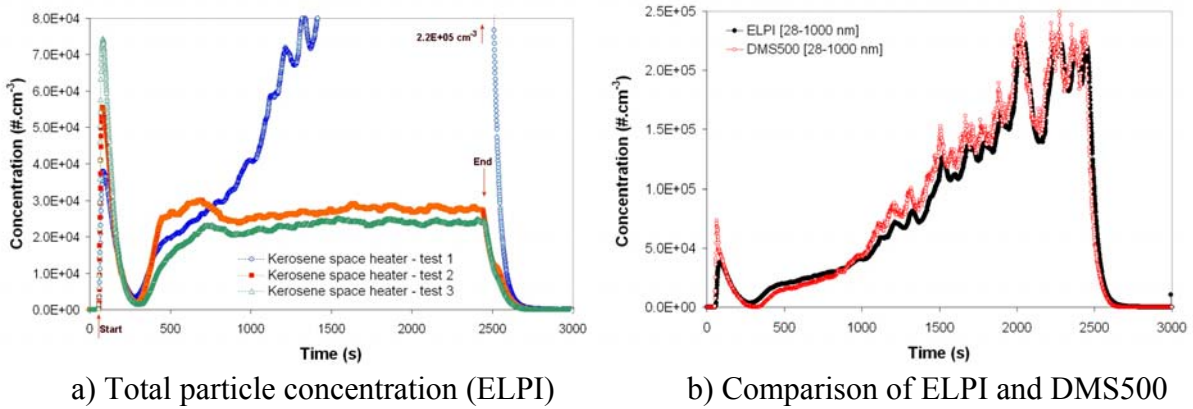 8.0E+04
7.0E+04
6.0E+04
5.0E+04
4.0E+04
3.0E+04
2.0E+04
1.0E+04
0.0E+00
Concentration (#.cm-3)
2.2E+05 cm-3
End
Start
Kerosene space heater - test 1
Kerosene space heater - test 2
Kerosene space heater - test 3
0 500 1000 1500 2000 2500 3000
Time (s)
a) Total particle concentration (ELPI)
2.5E+05
2.0E+05
1.5E+05
1.0E+05
5.0E+04
0.0E+00
Concentration (#.cm-3)
ELPI [28-1000 nm]
DMS500 [28-1000 nm]
0 500 1000 1500 2000 2500 3000
Time (s)
b) Comparison of ELPI and DMS500